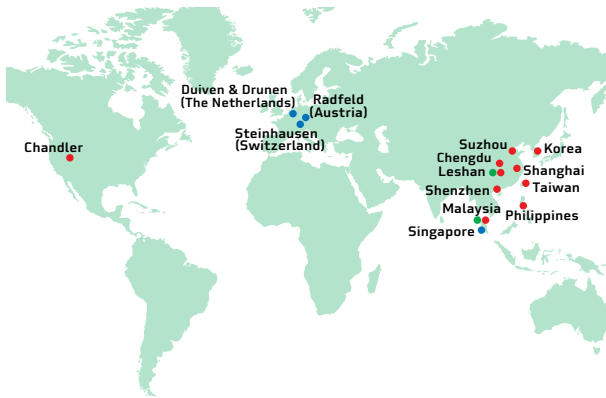 Duiven & Drunen
(The Netherlands)
Radfeld
(Austria)
Steinhausen
(Switzerland)
Chandler
Suzhou
Korea
Chengdu
Leshan
Shanghai
Taiwan
Shenzhen
Malaysia
Philippines
Singapore